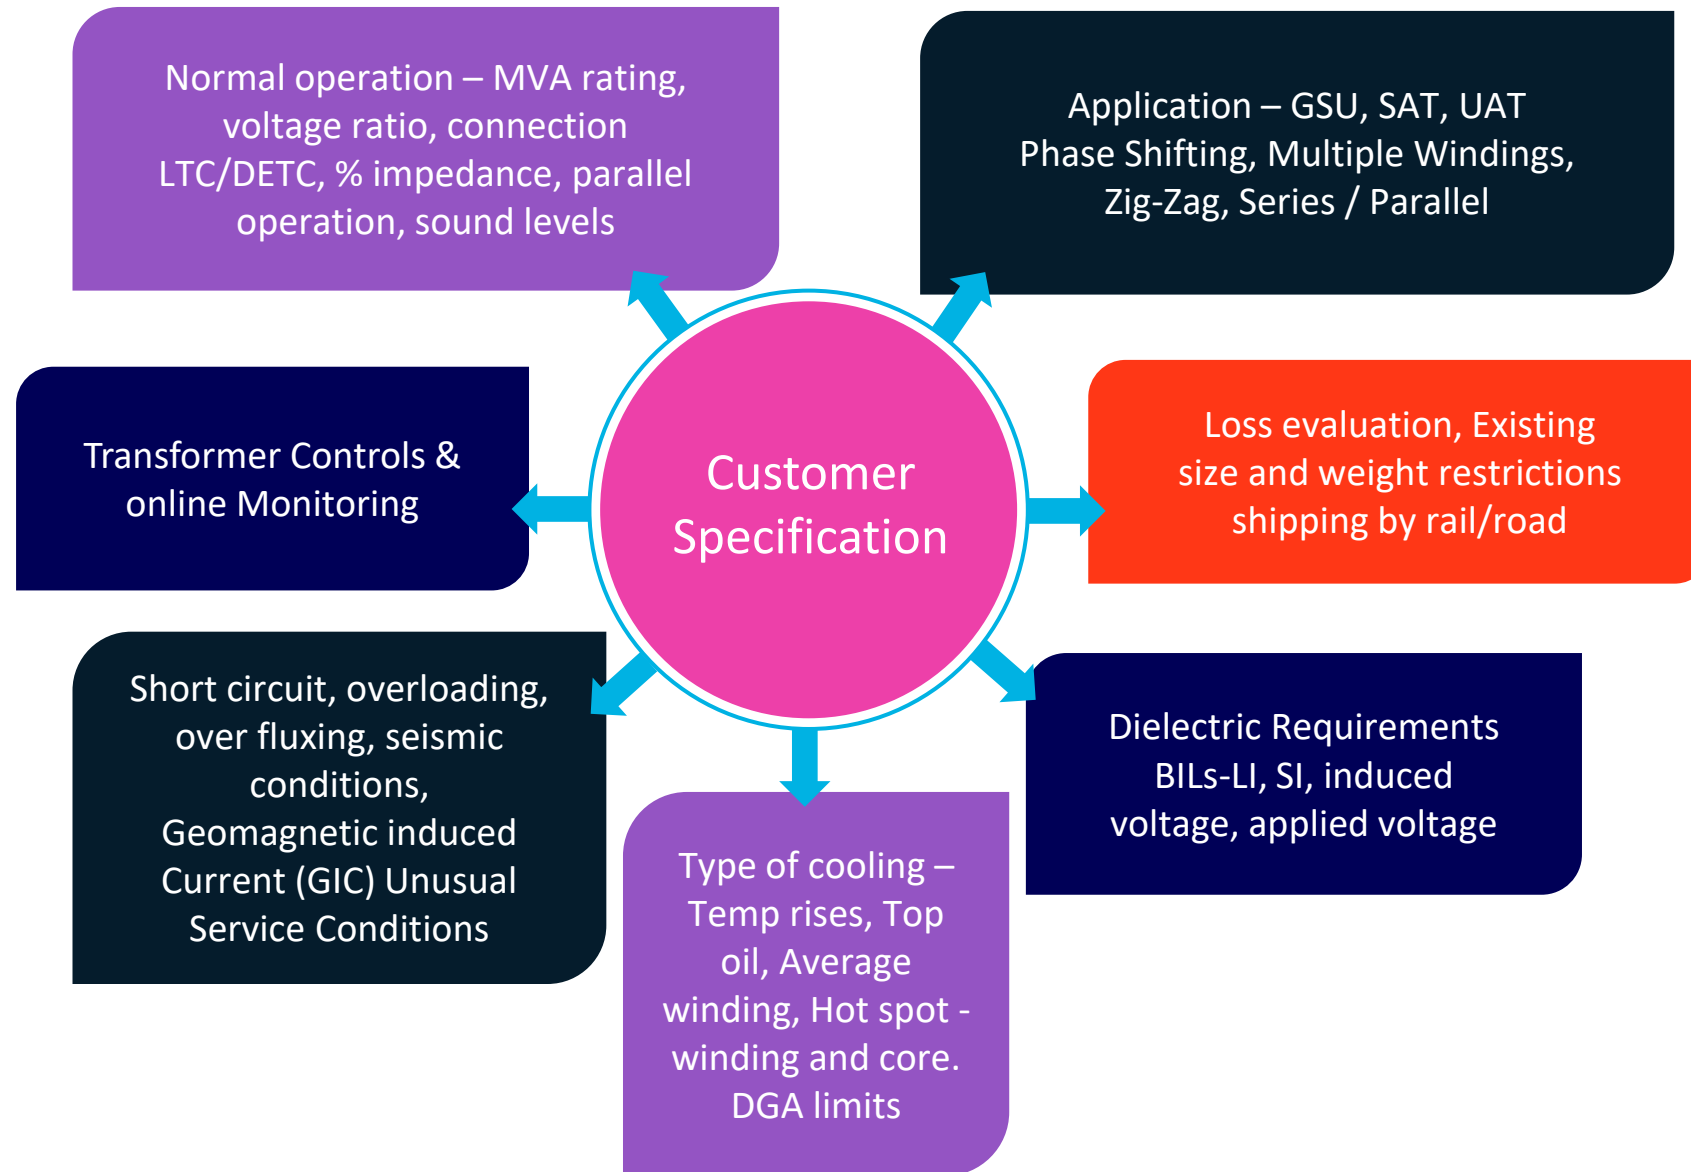 Normal operation – MVA rating,
voltage ratio, connection
LTC/DETC, % impedance, parallel
operation, sound levels
Application – GSU, SAT, UAT
Phase Shifting, Multiple Windings,
Zig-Zag, Series / Parallel
Transformer Controls &
online Monitoring
Customer
Specification
Loss evaluation, Existing
size and weight restrictions
shipping by rail/road
Short circuit, overloading,
over fluxing, seismic
conditions,
Geomagnetic induced
Current (GIC) Unusual
Service Conditions
Type of cooling –
Temp rises, Top
oil, Average
winding, Hot spot -
winding and core.
DGA limits
Dielectric Requirements
BILs-LI, SI, induced
voltage, applied voltage